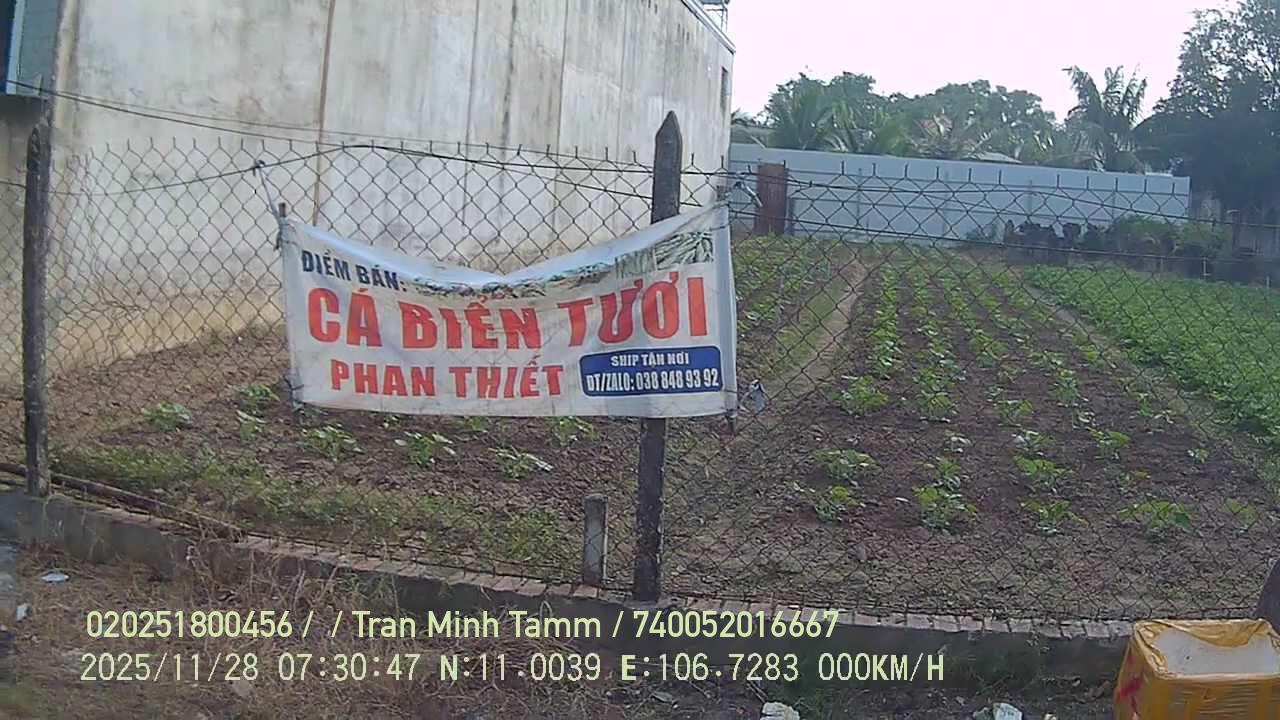 ĐIỂM BÁN:
CÁ BIỂN TƯƠI
PHAN THIẾT
SHIP TẬN NƠI
ĐT/ZALO: 038 848 93 92
020251800456 / / Tran Minh Tamm / 740052016667
2025/11/28 07:30:47 N:11.0039 E:106.7283 000KM/H